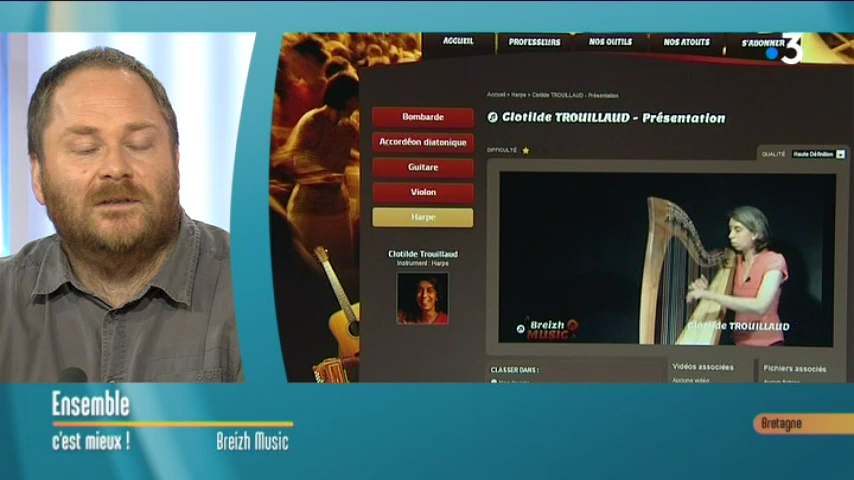 ACCUEIL
PROFESSEURS
NOS OUTILS
NOS ATOUTS
S'ABONNER
3
Accueil » Harpe » Clotilde TROUILLAUD - Présentation
Clotilde TROUILLAUD - Présentation
DIFFICULTÉ
QUALITÉ
Haute Définition
Bombarde
Accordéon diatonique
Guitare
Violon
Harpe
Clotilde Trouillaud
Instrument : Harpe
Breizh
MUSIC
Clotilde TROUILLAUD
CLASSER DANS :
Vidéos associées
Aucune vidéo
Fichiers associés
Ensemble
c'est mieux !
Breizh Music
Bretagne